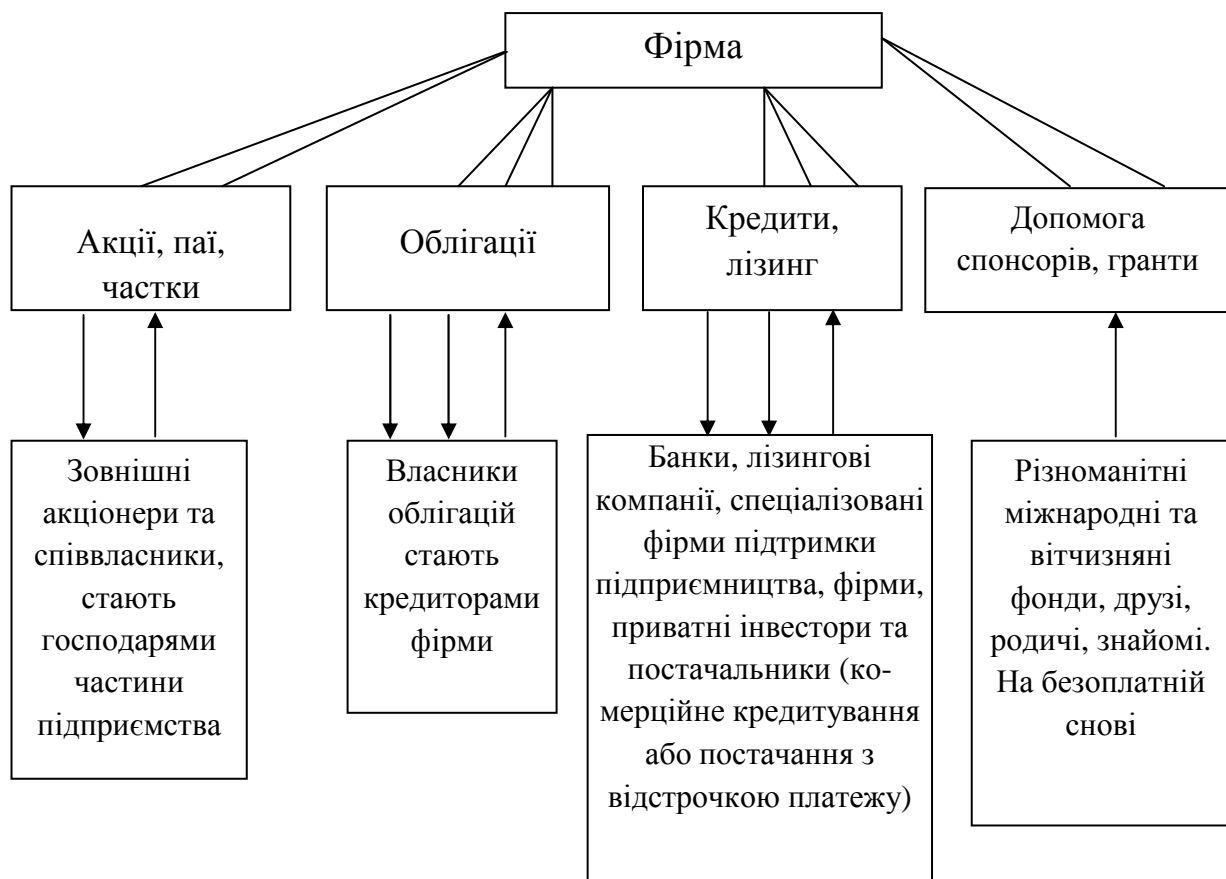 Фірма
Акції, паї,
частки
Облігації
Кредити,
лізинг
Допомога
спонсорів, гранти
Зовнішні
акціонери та
співвласники,
стають
господарями
частини
підприємства
Власники
облігацій
стають
кредиторами
фірми
Банки, лізингові
компанії, спеціалізовані
фірми підтримки
підприємництва, фірми,
приватні інвестори та
постачальники (ко-
мерційне кредитування
або постачання з
відстрочкою платежу)
Різноманітні
міжнародні та
вітчизняні
фонди, друзі,
родичі, знайомі.
На безоплатній
снові